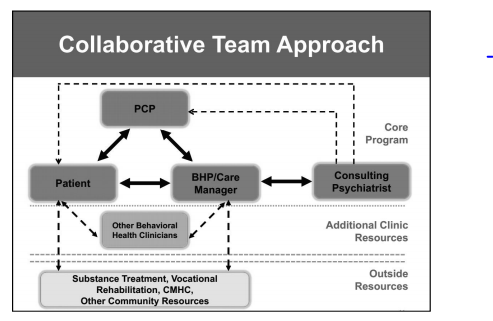 Collaborative Team Approach
PCP
Core
Program
Patient
BHP/Care
Manager
Consulting
Psychiatrist
Other Behavioral
Health Clinicians
Additional Clinic
Resources
Outside
Resources
Substance Treatment, Vocational
Rehabilitation, CMHC,
Other Community Resources